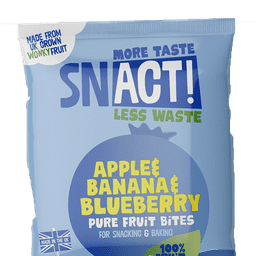 MADE FROM
UK GROWN
WONKY FRUIT
MORE TASTE
SNACT!
LESS WASTE
APPLE &
BANANA &
BLUEBERRY
PURE FRUIT BITES
FOR SNACKING & BAKING
MADE IN THE UK
100%